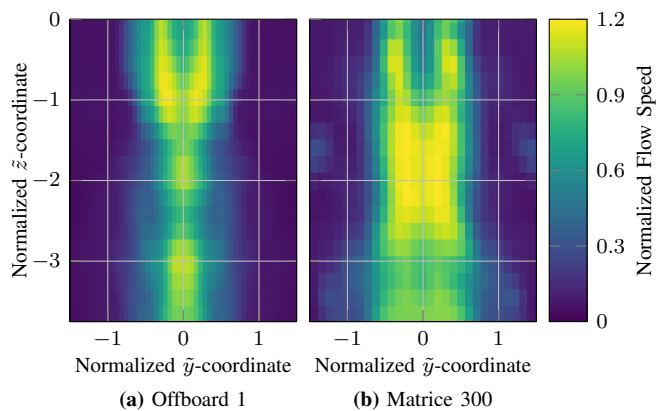 0
−1
−2
−3
Normalized z̃-coordinate
−1 0 1
Normalized ỹ-coordinate
(a) Offboard 1
−1 0 1
Normalized ỹ-coordinate
(b) Matrice 300
1.2
0.9
0.6
0.3
0
Normalized Flow Speed